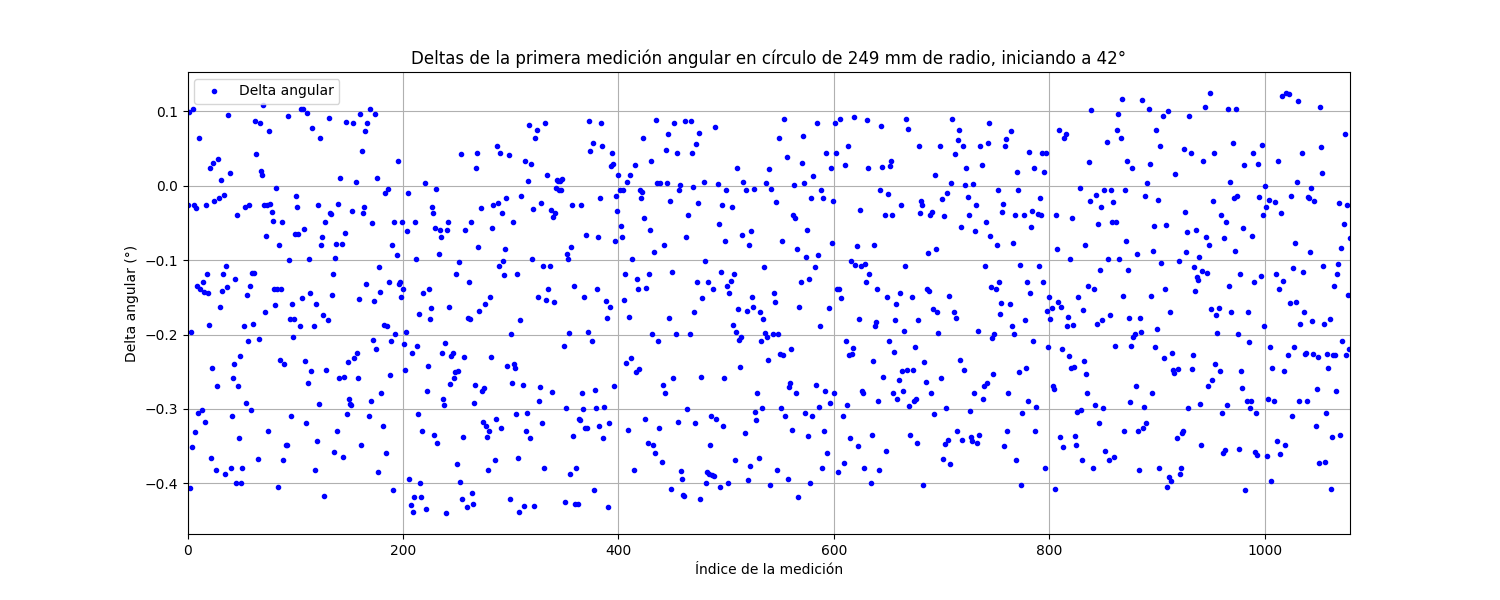 Deltas de la primera medición angular en círculo de 249 mm de radio, iniciando a 42°
Delta angular
0.1
0.0
−0.1
−0.2
−0.3
−0.4
Delta angular (°)
0 200 400 600 800 1000
Índice de la medición